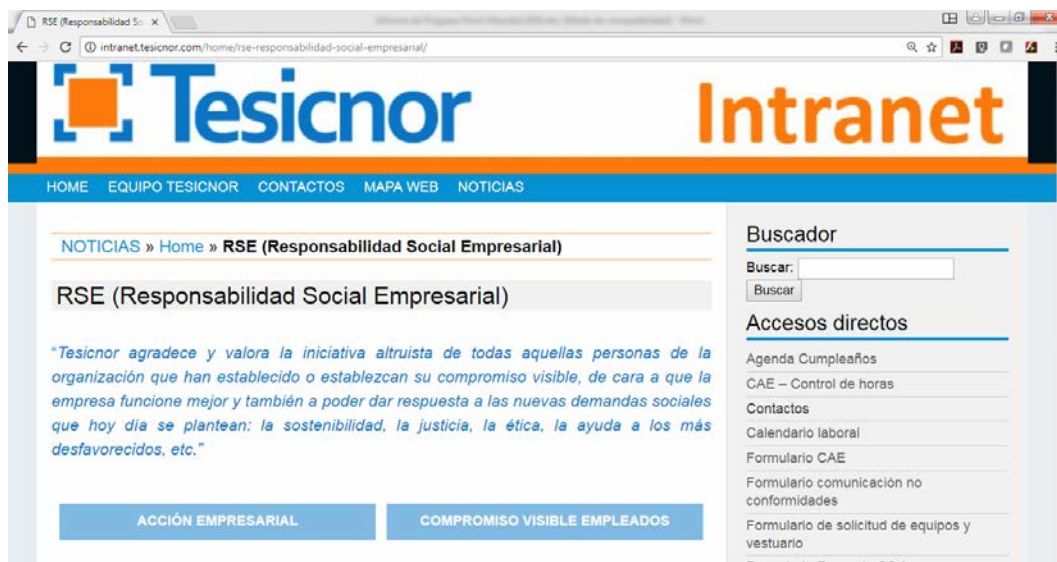 RSE (Responsabilidad So
intranet.tesicnor.com/home/rse-responsabilidad-social-empresarial/
Tesicnor
Intranet
HOME EQUIPO TESICNOR CONTACTOS MAPA WEB NOTICIAS
NOTICIAS » Home » RSE (Responsabilidad Social Empresarial)
RSE (Responsabilidad Social Empresarial)
“Tesicnor agradece y valora la iniciativa altruista de todas aquellas personas de la
organización que han establecido o establezcan su compromiso visible, de cara a que la
empresa funcione mejor y también a poder dar respuesta a las nuevas demandas sociales
que hoy día se plantean: la sostenibilidad, la justicia, la ética, la ayuda a los más
desfavorecidos, etc.”
ACCIÓN EMPRESARIAL
COMPROMISO VISIBLE EMPLEADOS
Buscador
Buscar:
Buscar
Accesos directos
Agenda Cumpleaños
CAE – Control de horas
Contactos
Calendario laboral
Formulario CAE
Formulario comunicación no
conformidades
Formulario de solicitud de equipos y
vestuario